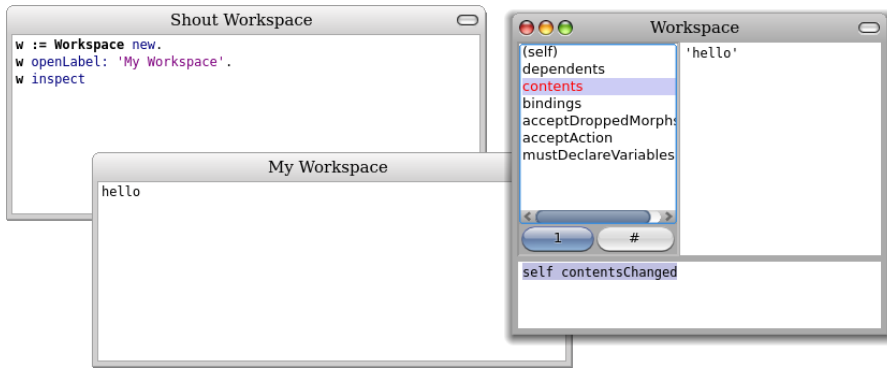 Shout Workspace
w := Workspace new.
w openLabel: 'My Workspace'.
w inspect
My Workspace
hello
Workspace
(self)
dependents
contents
bindings
acceptDroppedMorphs
acceptAction
mustDeclareVariables
1 #
'hello'
self contentsChanged